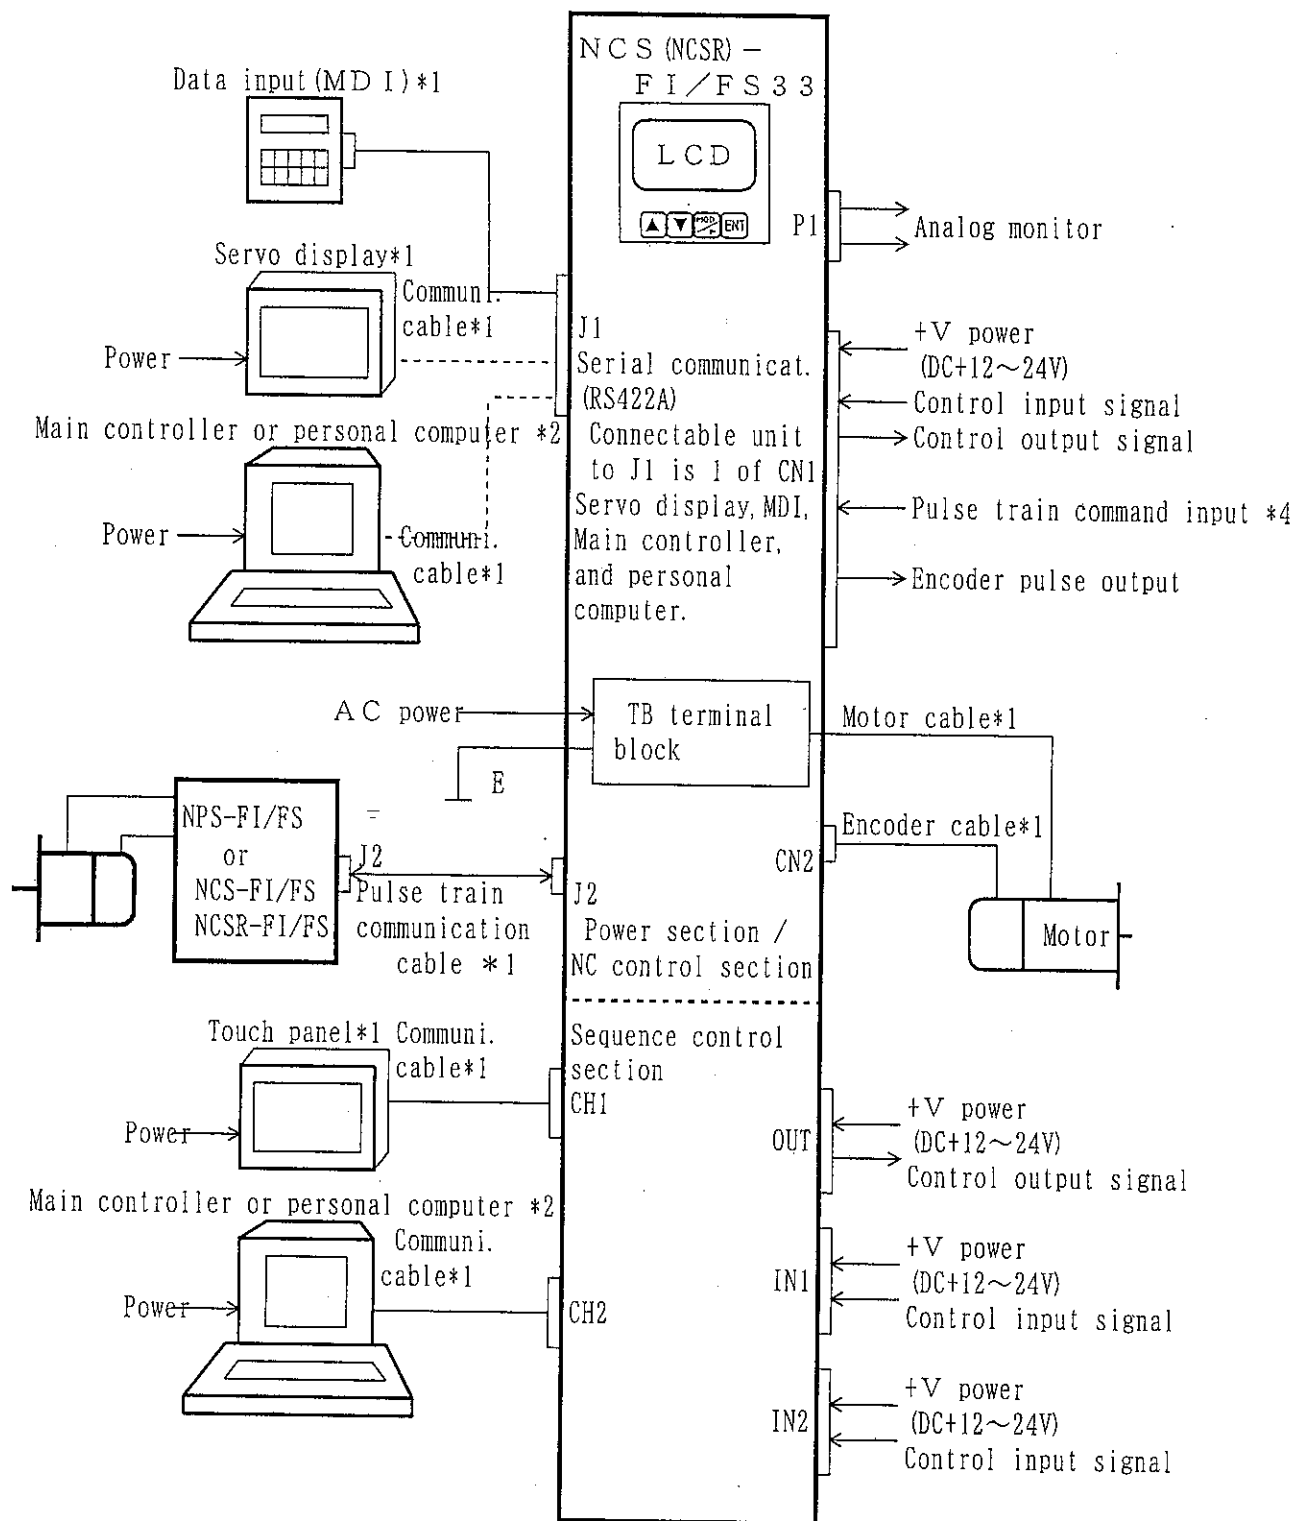 NCS(NCSR)-
FI/FS33
LCD
▲ ▼ MOD/F ENT
P1
Analog monitor
Data input(MDI)*1
Servo display*1
Communi.
cable*1
Power
Main controller or personal computer *2
Power
Communi.
cable*1
J1
Serial communicat.
(RS422A)
Connectable unit
to J1 is 1 of CN1
Servo display,MDI,
Main controller,
and personal
computer.
+V power
(DC+12~24V)
Control input signal
Control output signal
Pulse train command input *4
Encoder pulse output
AC power
E
TB terminal
block
Motor cable*1
Encoder cable*1
CN2
Motor
NPS-FI/FS
or
NCS-FI/FS
NCSR-FI/FS
J2
Pulse train
communication
cable *1
J2
Power section /
NC control section
Sequence control
section
Touch panel*1 Communi.
cable*1
Power
CH1
Main controller or personal computer *2
Communi.
cable*1
Power
CH2
OUT
+V power
(DC+12~24V)
Control output signal
IN1
+V power
(DC+12~24V)
Control input signal
IN2
+V power
(DC+12~24V)
Control input signal